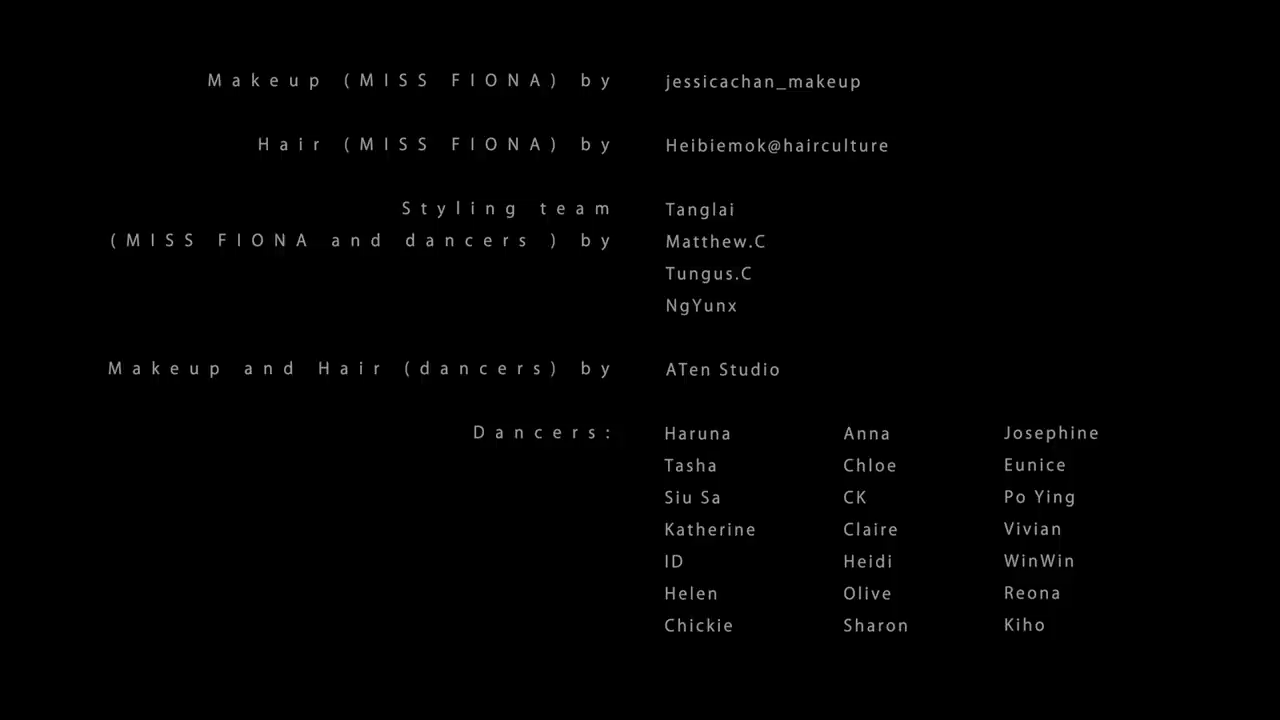 Makeup (MISS FIONA) by jessicachan_makeup
Hair (MISS FIONA) by Heibiemok@hairculture
Styling team Tanglai
(MISS FIONA and dancers ) by Matthew.C
Tungus.C
NgYunx
Makeup and Hair (dancers) by ATen Studio
Dancers: Haruna Anna Josephine
Tasha Chloe Eunice
Siu Sa CK Po Ying
Katherine Claire Vivian
ID Heidi WinWin
Helen Olive Reona
Chickie Sharon Kiho